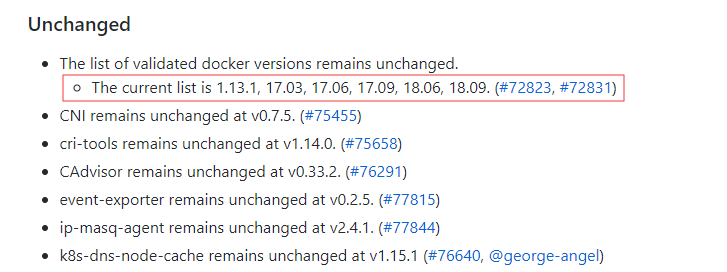 Unchanged
The list of validated docker versions remains unchanged.
The current list is 1.13.1, 17.03, 17.06, 17.09, 18.06, 18.09. (#72823, #72831)
CNI remains unchanged at v0.7.5. (#75455)
cri-tools remains unchanged at v1.14.0. (#75658)
CAdvisor remains unchanged at v0.33.2. (#76291)
event-exporter remains unchanged at v0.2.5. (#77815)
ip-masq-agent remains unchanged at v2.4.1. (#77844)
k8s-dns-node-cache remains unchanged at v1.15.1 (#76640, @george-angel)